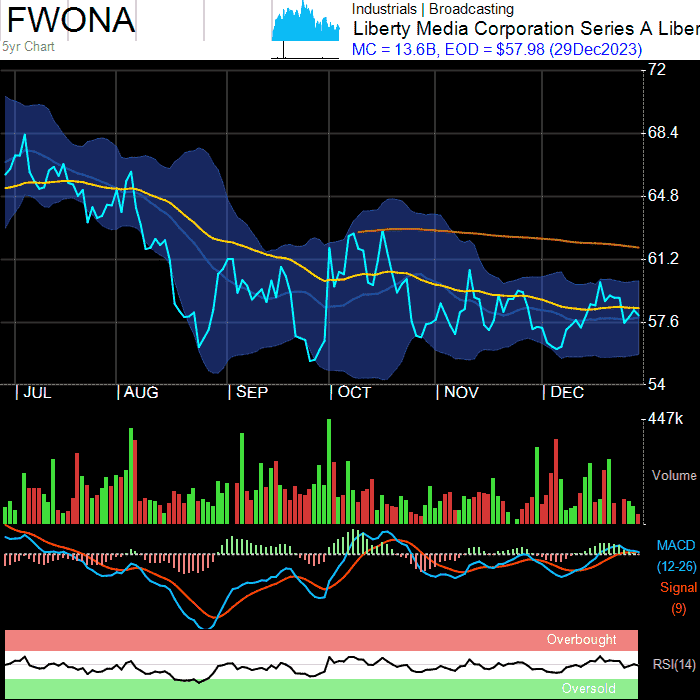 FWONA
5yr Chart
Industrials | Broadcasting
Liberty Media Corporation Series A Liber
MC = 13.6B, EOD = $57.98 (29Dec2023)
72
68.4
64.8
61.2
57.6
54
JUL AUG SEP OCT NOV DEC
447k
Volume
MACD
(12-26)
Signal
(9)
Overbought
RSI(14)
Oversold